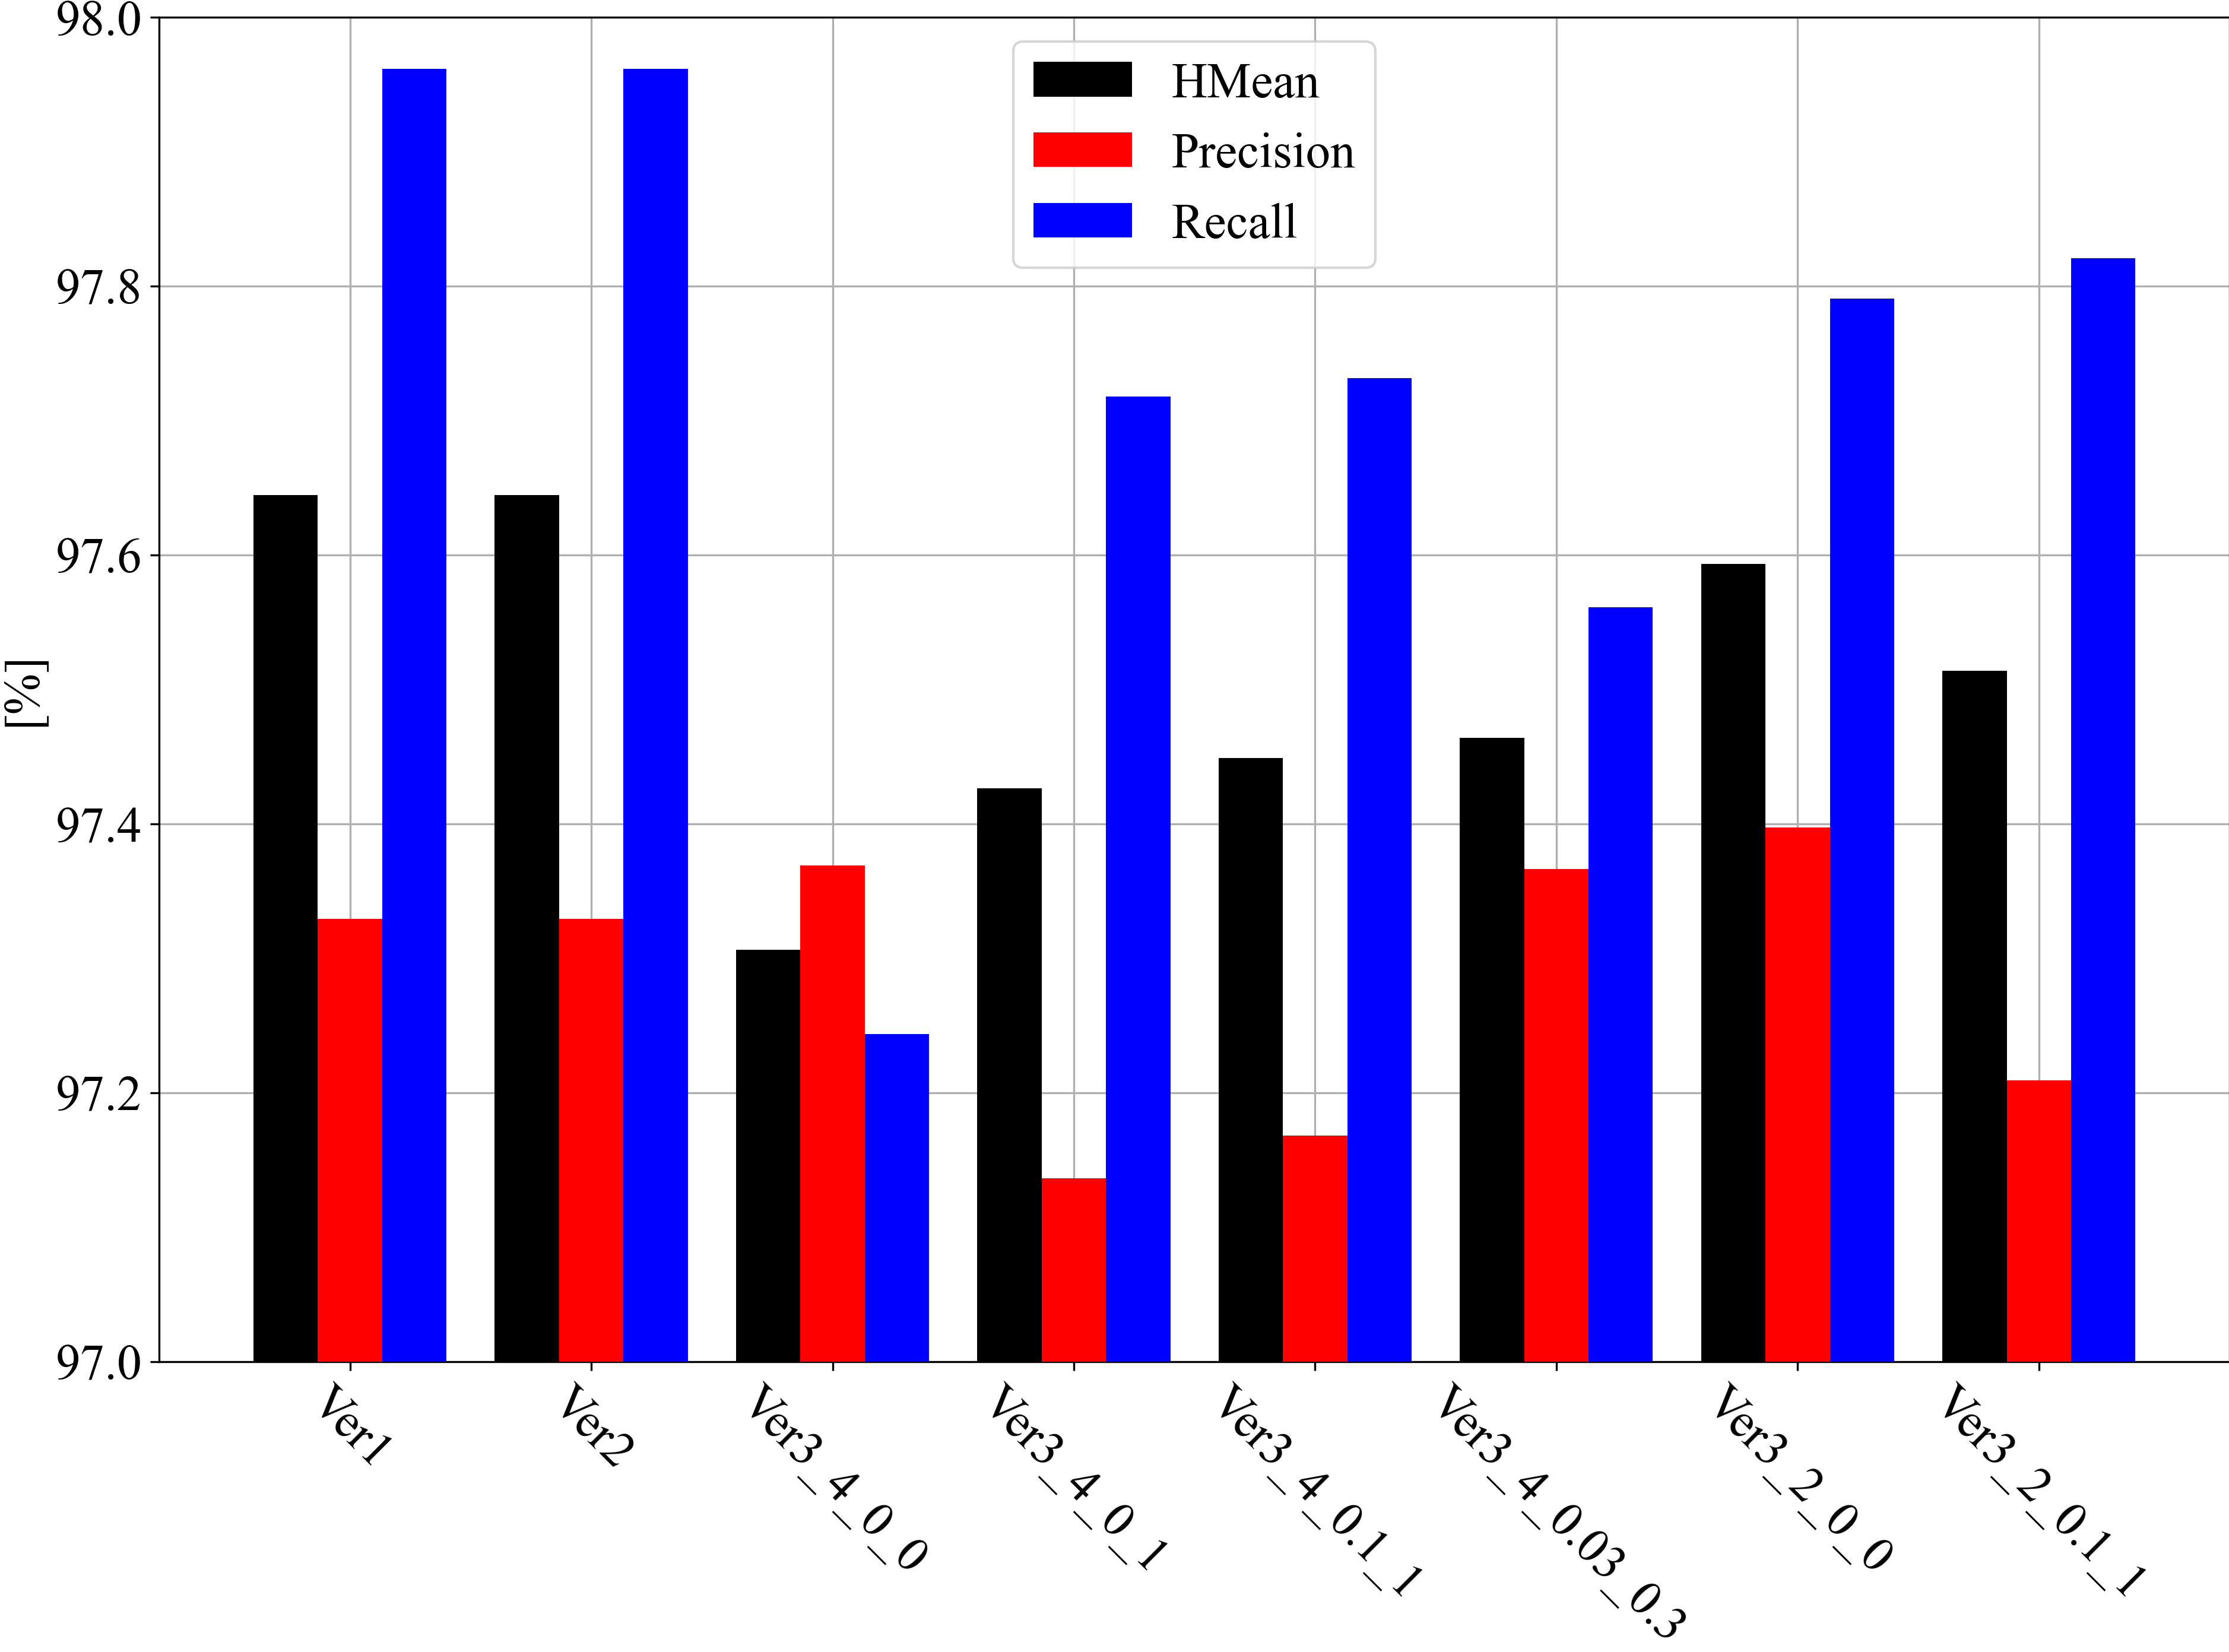 98.0
97.8
97.6
97.4
97.2
97.0
[%]
HMean
Precision
Recall
Ver1
Ver2
Ver3_4_0_0
Ver3_4_0_1
Ver3_4_0.1_1
Ver3_4_0.03_0.3
Ver3_2_0_0
Ver3_2_0.1_1